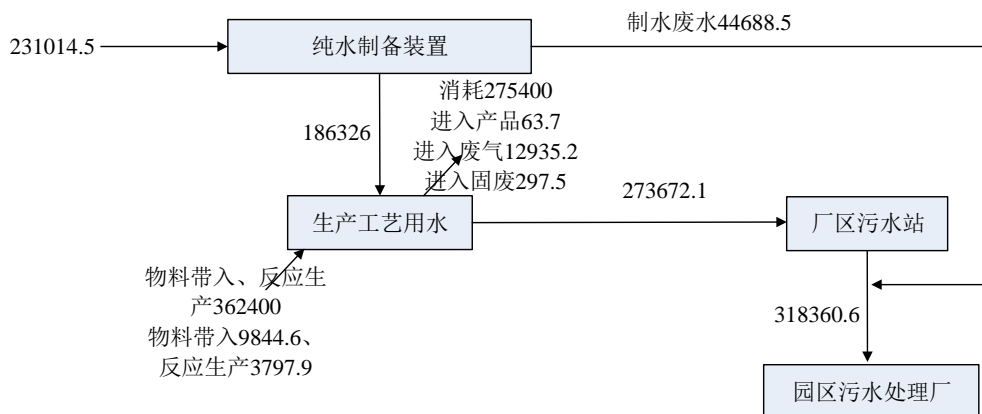 制水废水44688.5
231014.5
纯水制备装置
消耗275400
进入产品63.7
186326
进入废气12935.2
进入固废297.5
273672.1
生产工艺用水
厂区污水站
物料带入、反应生
产362400
物料带入9844.6、
反应生产3797.9
318360.6
园区污水处理厂